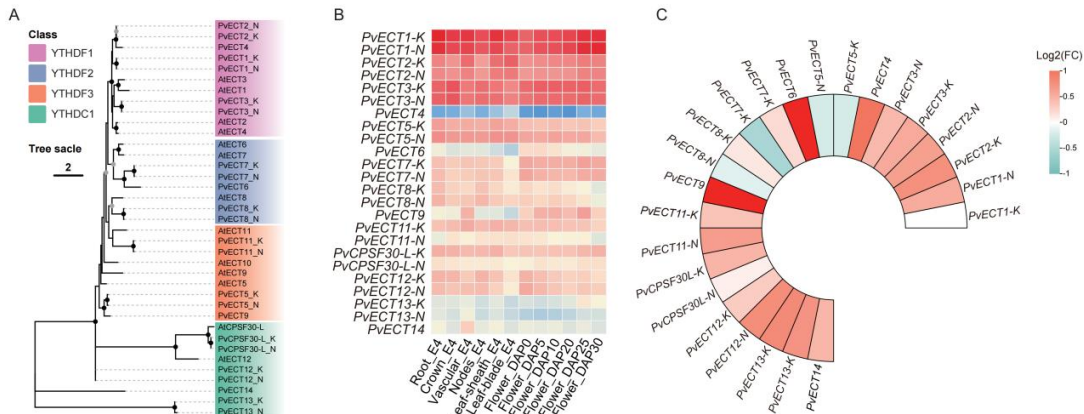 A
Class
YTHDF1
YTHDF2
YTHDF3
YTHDC1
Tree sacle
2
PvECT2_N
PvECT2_K
PvECT4
PvECT1_K
PvECT1_N
AtECT3
AtECT1
PvECT3_K
PvECT3_N
AtECT2
AtECT4
AtECT6
AtECT7
PvECT7_K
PvECT7_N
PvECT6
AtECT8
PvECT8_K
PvECT8_N
AtECT11
PvECT11_K
PvECT11_N
AtECT10
AtECT9
AtECT5
PvECT5_K
PvECT5_N
PvECT9
AtCPSF30-L
PvCPSF30-L_K
PvCPSF30-L_N
AtECT12
PvECT12_K
PvECT12_N
PvECT14
PvECT13_K
PvECT13_N
B
PvECT1-K
PvECT1-N
PvECT2-K
PvECT2-N
PvECT3-K
PvECT3-N
PvECT4
PvECT5-K
PvECT5-N
PvECT6
PvECT7-K
PvECT7-N
PvECT8-K
PvECT8-N
PvECT9
PvECT11-K
PvECT11-N
PvCPSF30-L-K
PvCPSF30-L-N
PvECT12-K
PvECT12-N
PvECT13-K
PvECT13-N
PvECT14
Root_E4
Crown_E4
Vascular_E4
Nodes_E4
Leaf-sheath_E4
Leaf-blade_E4
Flower_DAP0
Flower_DAP5
Flower_DAP10
Flower_DAP20
Flower_DAP25
Flower_DAP30
C
PvECT1-K
PvECT1-N
PvECT2-K
PvECT2-N
PvECT3-K
PvECT3-N
PvECT4
PvECT5-K
PvECT5-N
PvECT6
PvECT7-K
PvECT7-K
PvECT8-K
PvECT8-N
PvECT9
PvECT11-K
PvECT11-N
PvCPSF30L-K
PvCPSF30L-N
PvECT12-K
PvECT12-N
PvECT13-K
PvECT13-K
PvECT14
Log2(FC)
1
0.5
0
-0.5
-1